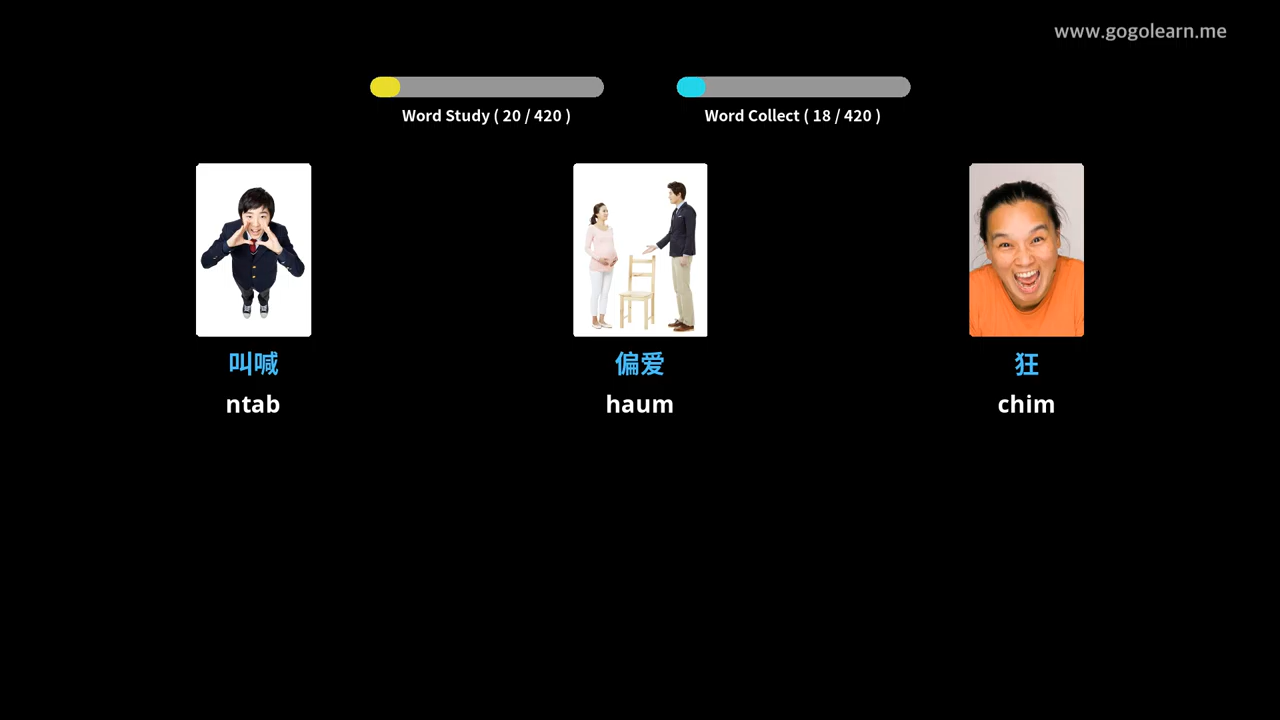 www.gogolearn.me
Word Study ( 20 / 420 )
Word Collect ( 18 / 420 )
叫喊
偏爱
狂
ntab
haum
chim